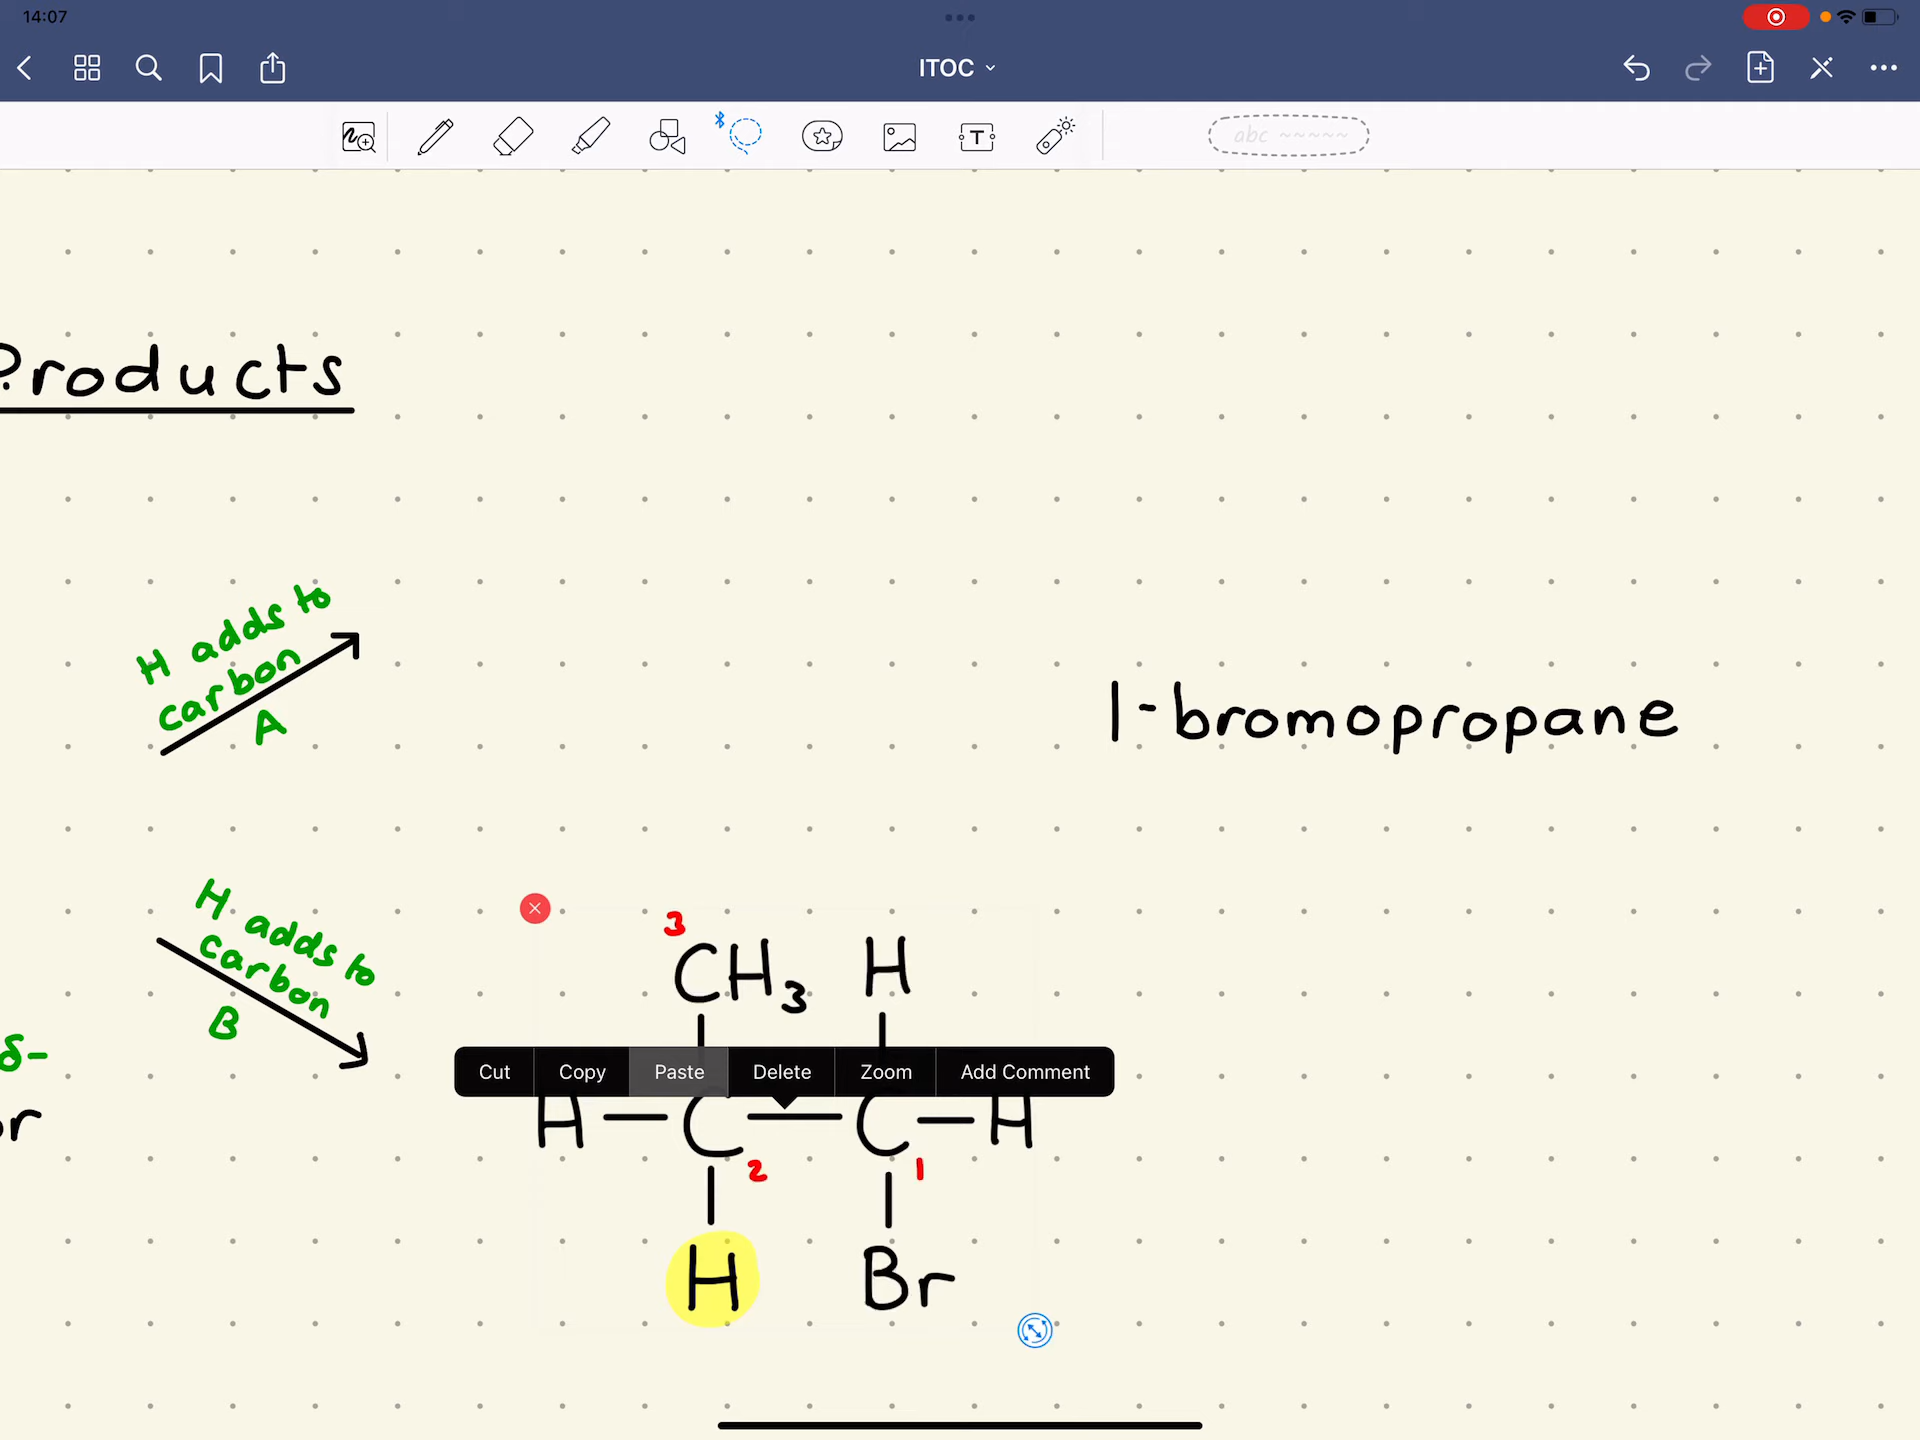 14:07
ITOC
T
abc
Products
H adds to
carbon
A
1-bromopropane
H adds to
carbon
B
δ-
3
CH3 H
Cut Copy Paste Delete Zoom Add Comment
H C C H
2 1
H Br